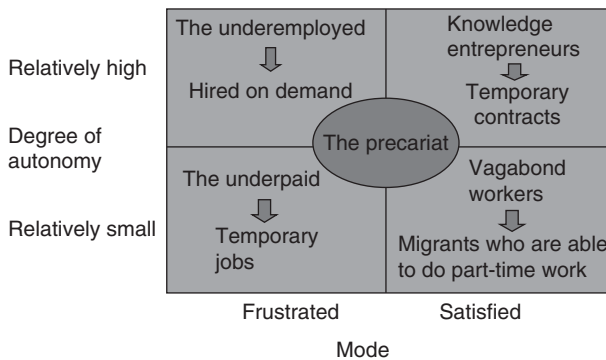 The underemployed
Hired on demand
Knowledge
entrepreneurs
Temporary
contracts
Relatively high
Degree of
autonomy
The precariat
The underpaid
Temporary
jobs
Vagabond
workers
Migrants who are able
to do part-time work
Relatively small
Frustrated
Satisfied
Mode